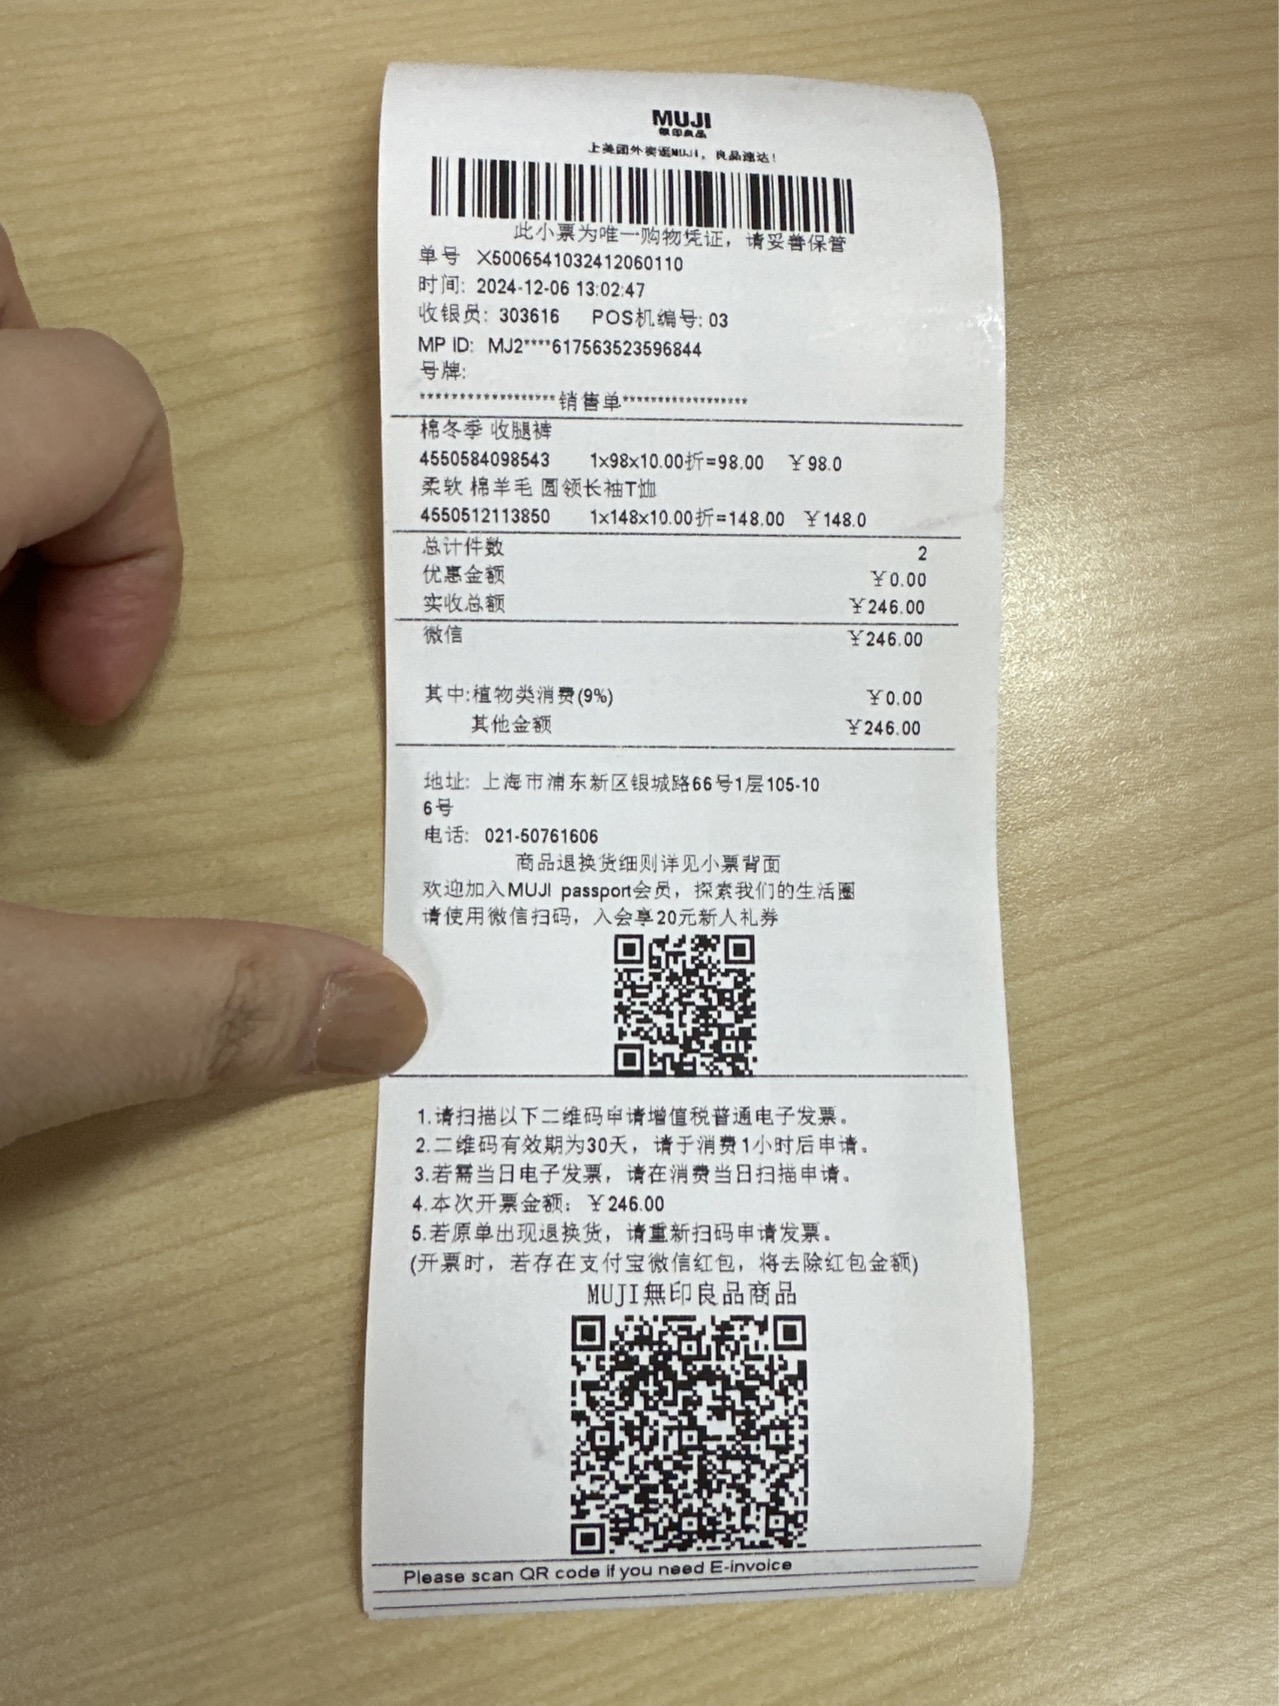 MUJI
無印良品
上美团外卖逛MUJI，良品速达！
此小票为唯一购物凭证，请妥善保管
单号 X5006541032412060110
时间: 2024-12-06 13:02:47
收银员: 303616 POS机编号: 03
MP ID: MJ2****617563523596844
号牌:
******************销售单*****************
棉冬季 收腿裤
4550584098543 1x98x10.00折=98.00 ￥98.0
柔软 棉羊毛 圆领长袖T恤
4550512113850 1x148x10.00折=148.00 ￥148.0
总计件数 2
优惠金额 ￥0.00
实收总额 ￥246.00
微信 ￥246.00
其中:植物类消费(9%) ￥0.00
其他金额 ￥246.00
地址: 上海市浦东新区银城路66号1层105-10
6号
电话: 021-50761606
商品退换货细则详见小票背面
欢迎加入MUJI passport会员，探索我们的生活圈
请使用微信扫码，入会享20元新人礼券
1.请扫描以下二维码申请增值税普通电子发票。
2.二维码有效期为30天，请于消费1小时后申请。
3.若需当日电子发票，请在消费当日扫描申请。
4.本次开票金额: ￥246.00
5.若原单出现退换货，请重新扫码申请发票。
(开票时，若存在支付宝微信红包，将去除红包金额)
MUJI無印良品商品
Please scan QR code if you need E-invoice